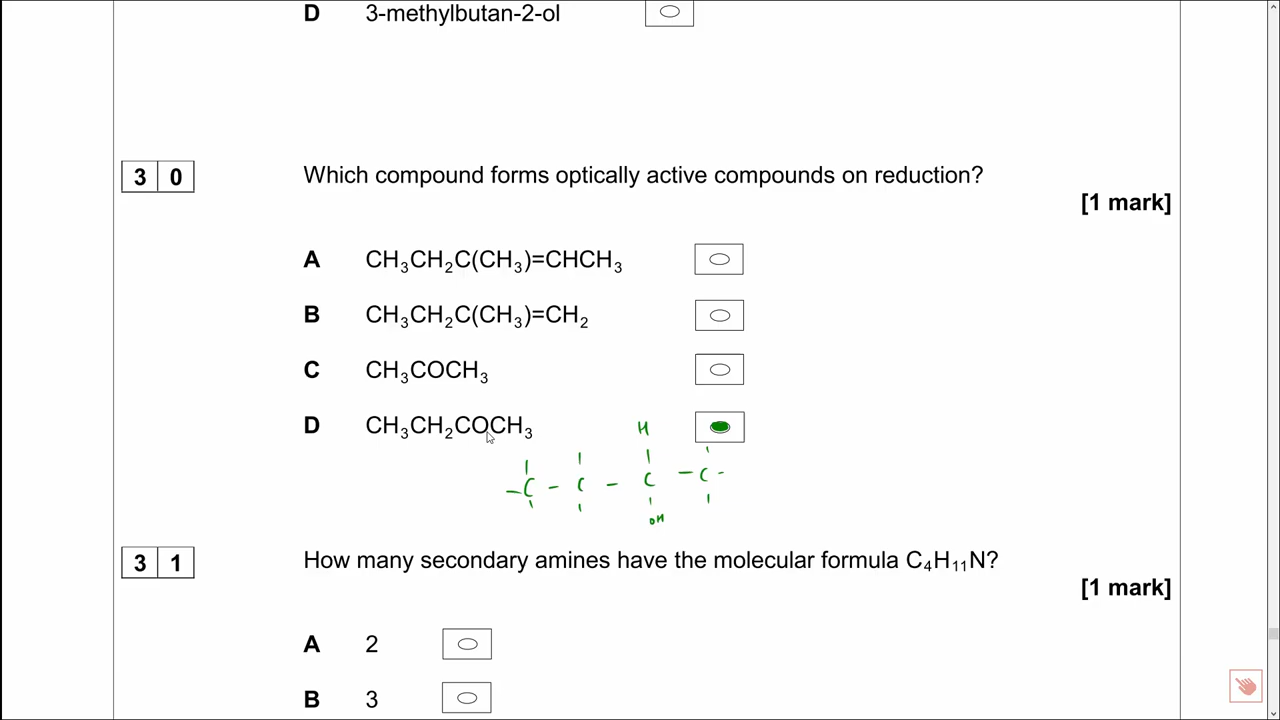 D 3-methylbutan-2-ol
3 0 Which compound forms optically active compounds on reduction?
[1 mark]
A CH₃CH₂C(CH₃)=CHCH₃
B CH₃CH₂C(CH₃)=CH₂
C CH₃COCH₃
D CH₃CH₂COCH₃
H
C - C - C - C
OH
3 1 How many secondary amines have the molecular formula C₄H₁₁N?
[1 mark]
A 2
B 3